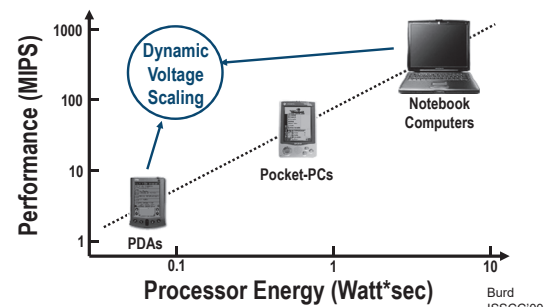 Performance (MIPS)
1000
100
10
1
Dynamic
Voltage
Scaling
Notebook
Computers
Pocket-PCs
PDAs
0.1
1
10
Processor Energy (Watt*sec)
Burd